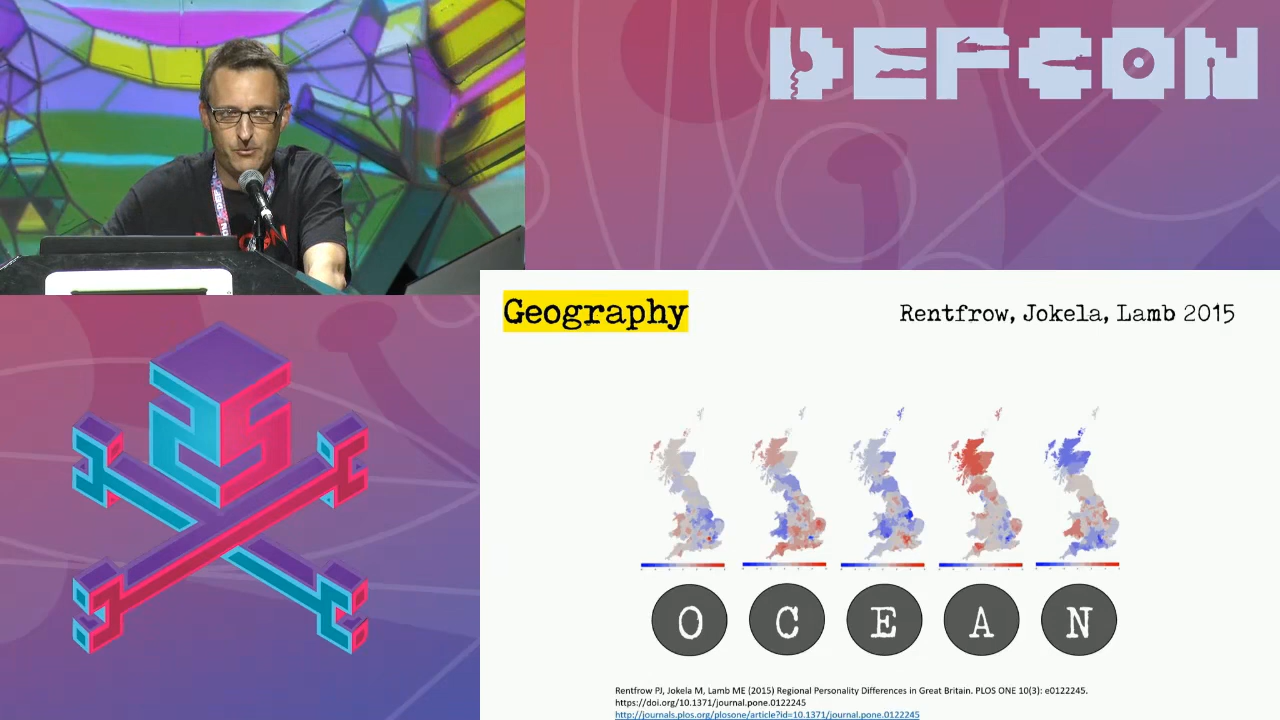 DEFCON
Geography
Rentfrow, Jokela, Lamb 2015
O C E A N
Rentfrow PJ, Jokela M, Lamb ME (2015) Regional Personality Differences in Great Britain. PLOS ONE 10(3): e0122245.
https://doi.org/10.1371/journal.pone.0122245
http://journals.plos.org/plosone/article?id=10.1371/journal.pone.0122245